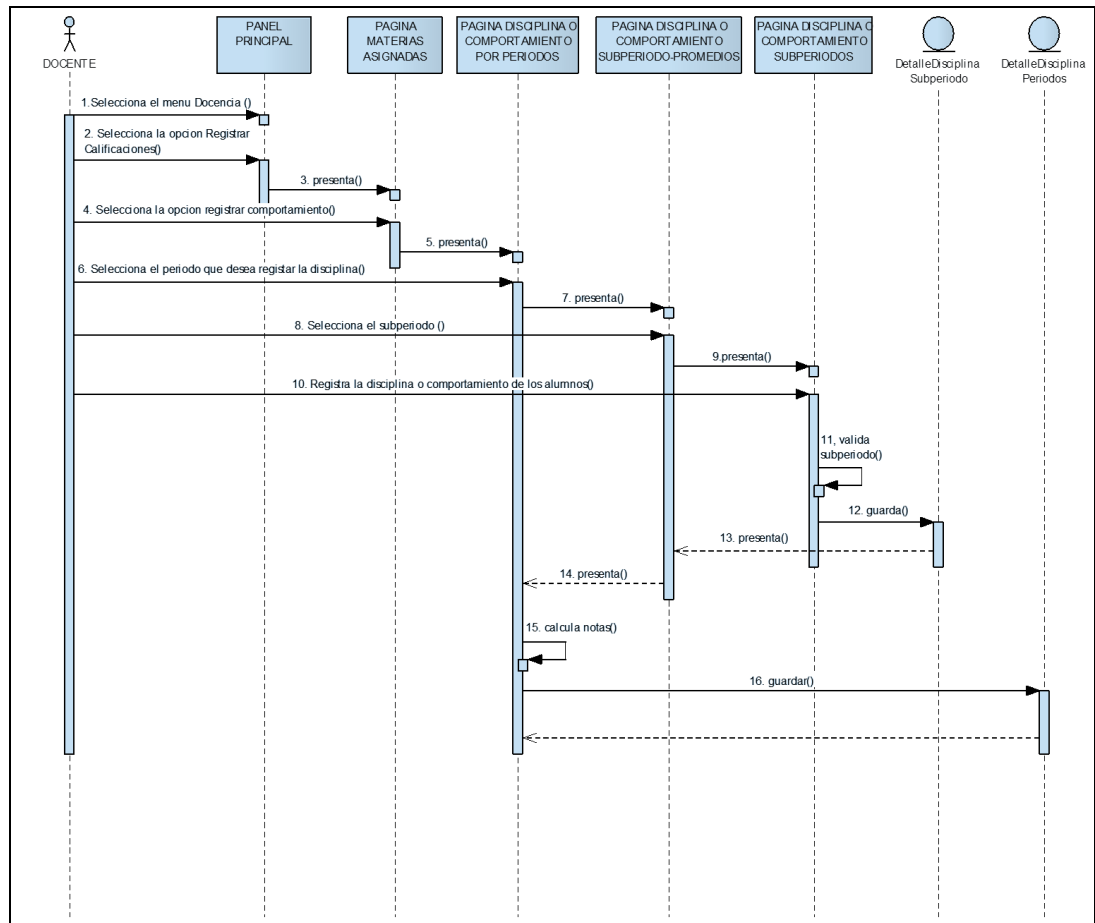 DOCENTE
PANEL
PRINCIPAL
PAGINA
MATERIAS
ASIGNADAS
PAGINA DISCIPLINA O
COMPORTAMIENTO
POR PERIODOS
PAGINA DISCIPLINA O
COMPORTAMIENTO
SUBPERIODO-PROMEDIOS
PAGINA DISCIPLINA O
COMPORTAMIENTO
SUBPERIODOS
DetalleDisciplina
Subperiodo
DetalleDisciplina
Periodos
1.Selecciona el menu Docencia ()
2. Selecciona la opcion Registrar
Calificaciones()
3. presenta()
4. Selecciona la opcion registrar comportamiento()
5. presenta()
6. Selecciona el periodo que desea registar la disciplina()
7. presenta()
8. Selecciona el subperiodo ()
9.presenta()
10. Registra la disciplina o comportamiento de los alumnos()
11, valida
subperiodo()
12. guarda()
13. presenta()
14. presenta()
15. calcula notas()
16. guardar()